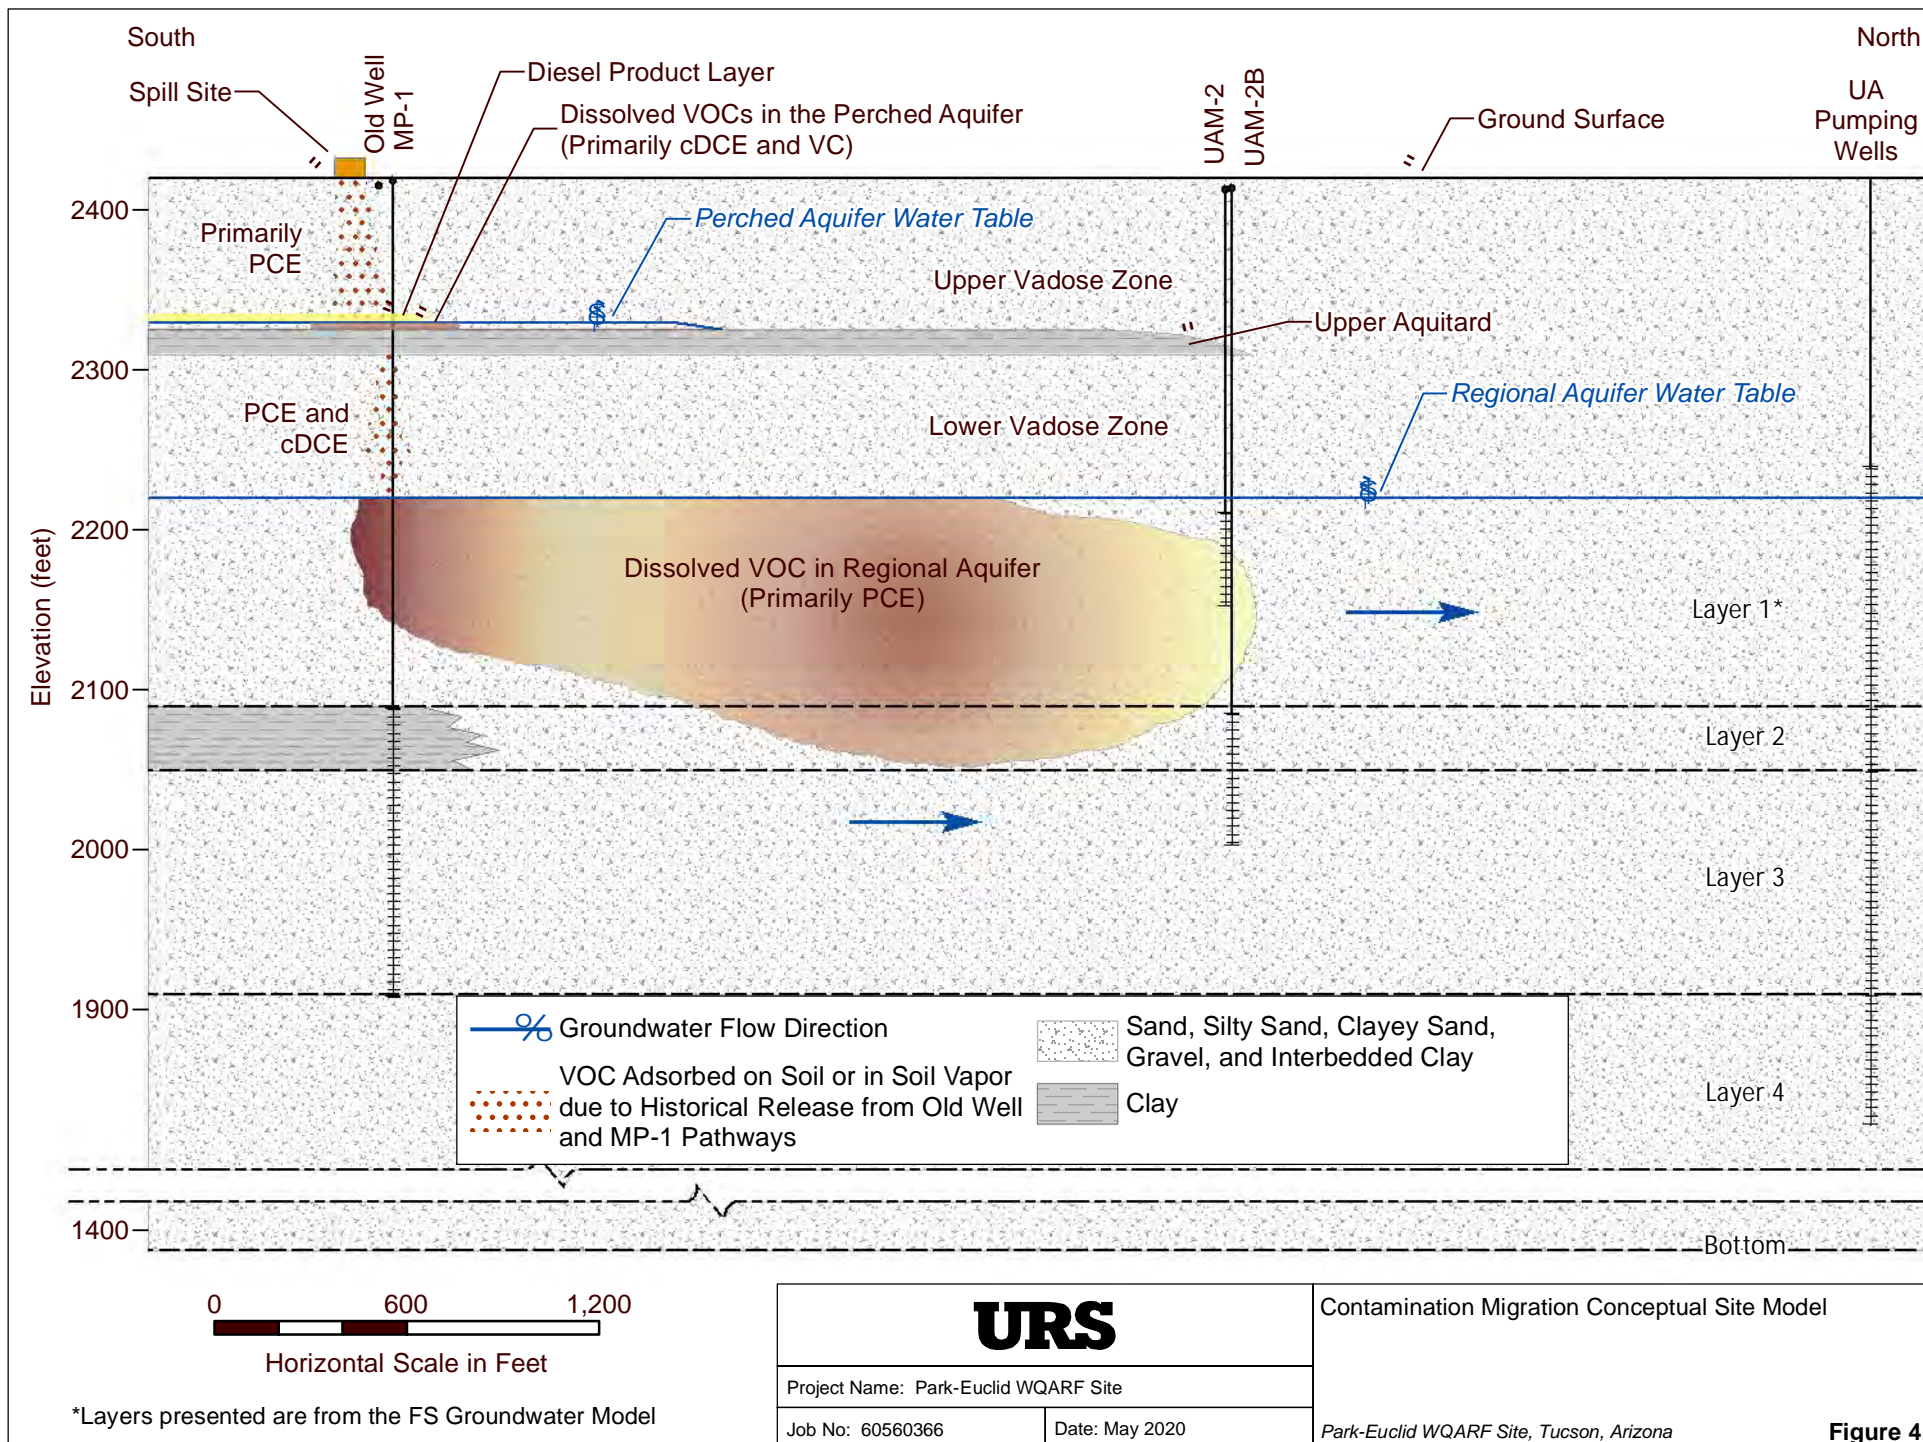 South
North
Spill Site
Old Well
MP-1
Diesel Product Layer
Dissolved VOCs in the Perched Aquifer
(Primarily cDCE and VC)
UAM-2
UAM-2B
Ground Surface
UA
Pumping
Wells
2400
Primarily
PCE
Perched Aquifer Water Table
Upper Vadose Zone
Upper Aquitard
2300
PCE and
cDCE
Regional Aquifer Water Table
Lower Vadose Zone
2200
Elevation (feet)
Dissolved VOC in Regional Aquifer
(Primarily PCE)
Layer 1*
2100
Layer 2
2000
Layer 3
1900
% Groundwater Flow Direction
VOC Adsorbed on Soil or in Soil Vapor
due to Historical Release from Old Well
and MP-1 Pathways
Sand, Silty Sand, Clayey Sand,
Gravel, and Interbedded Clay
Clay
Layer 4
1400
Bottom
0 600 1,200
Horizontal Scale in Feet
*Layers presented are from the FS Groundwater Model
URS
Project Name: Park-Euclid WQARF Site
Job No: 60560366
Date: May 2020
Contamination Migration Conceptual Site Model
Park-Euclid WQARF Site, Tucson, Arizona
Figure 4